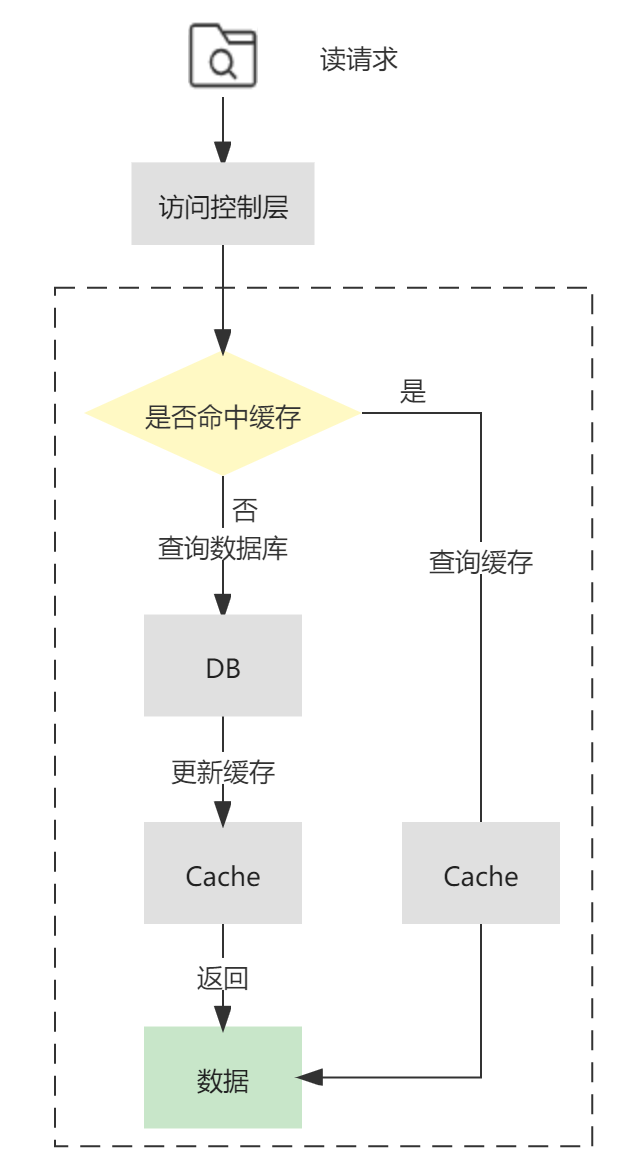 读请求
访问控制层
是否命中缓存
是
否
查询数据库
查询缓存
DB
更新缓存
Cache
Cache
返回
数据